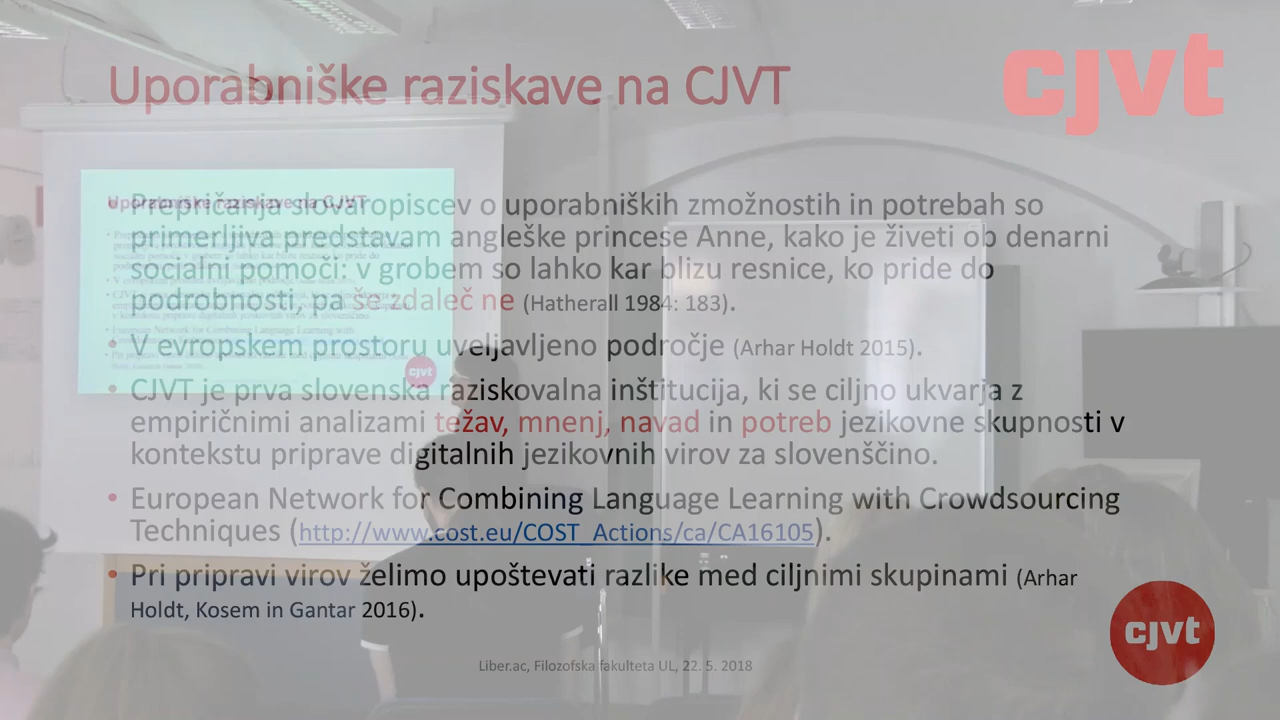 Uporabniške raziskave na CJVT
cjvt
Uporabniške raziskave na CJVT
• Prepričanja slovaropiscev o uporabniških zmožnostih in potrebah so
primerljiva predstavam angleške princese Anne, kako je živeti ob denarni
socialni pomoči: v grobem so lahko kar blizu resnice, ko pride do
podrobnosti, pa še zdaleč ne (Hatherall 1984: 183).
• V evropskem prostoru uveljavljeno področje (Arhar Holdt 2015).
cjvt
• CJVT je prva slovenska raziskovalna inštitucija, ki se ciljno ukvarja z
empiričnimi analizami težav, mnenj, navad in potreb jezikovne skupnosti v
kontekstu priprave digitalnih jezikovnih virov za slovenščino.
• European Network for Combining Language Learning with Crowdsourcing
Techniques (http://www.cost.eu/COST_Actions/ca/CA16105).
• Pri pripravi virov želimo upoštevati razlike med ciljnimi skupinami (Arhar
Holdt, Kosem in Gantar 2016).
cjvt
Liber.ac, Filozofska fakulteta UL, 22. 5. 2018